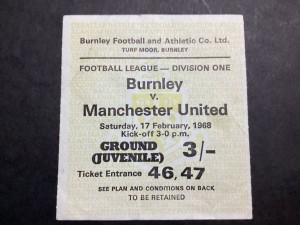 Burnley Football and Athletic Co. Ltd.
TURF MOOR, BURNLEY
FOOTBALL LEAGUE — DIVISION ONE
Burnley
v.
Manchester United
Saturday, 17 February, 1968
Kick-off 3-0 p.m.
GROUND (JUVENILE) 3/-
Ticket Entrance 46,47
SEE PLAN AND CONDITIONS ON BACK
TO BE RETAINED